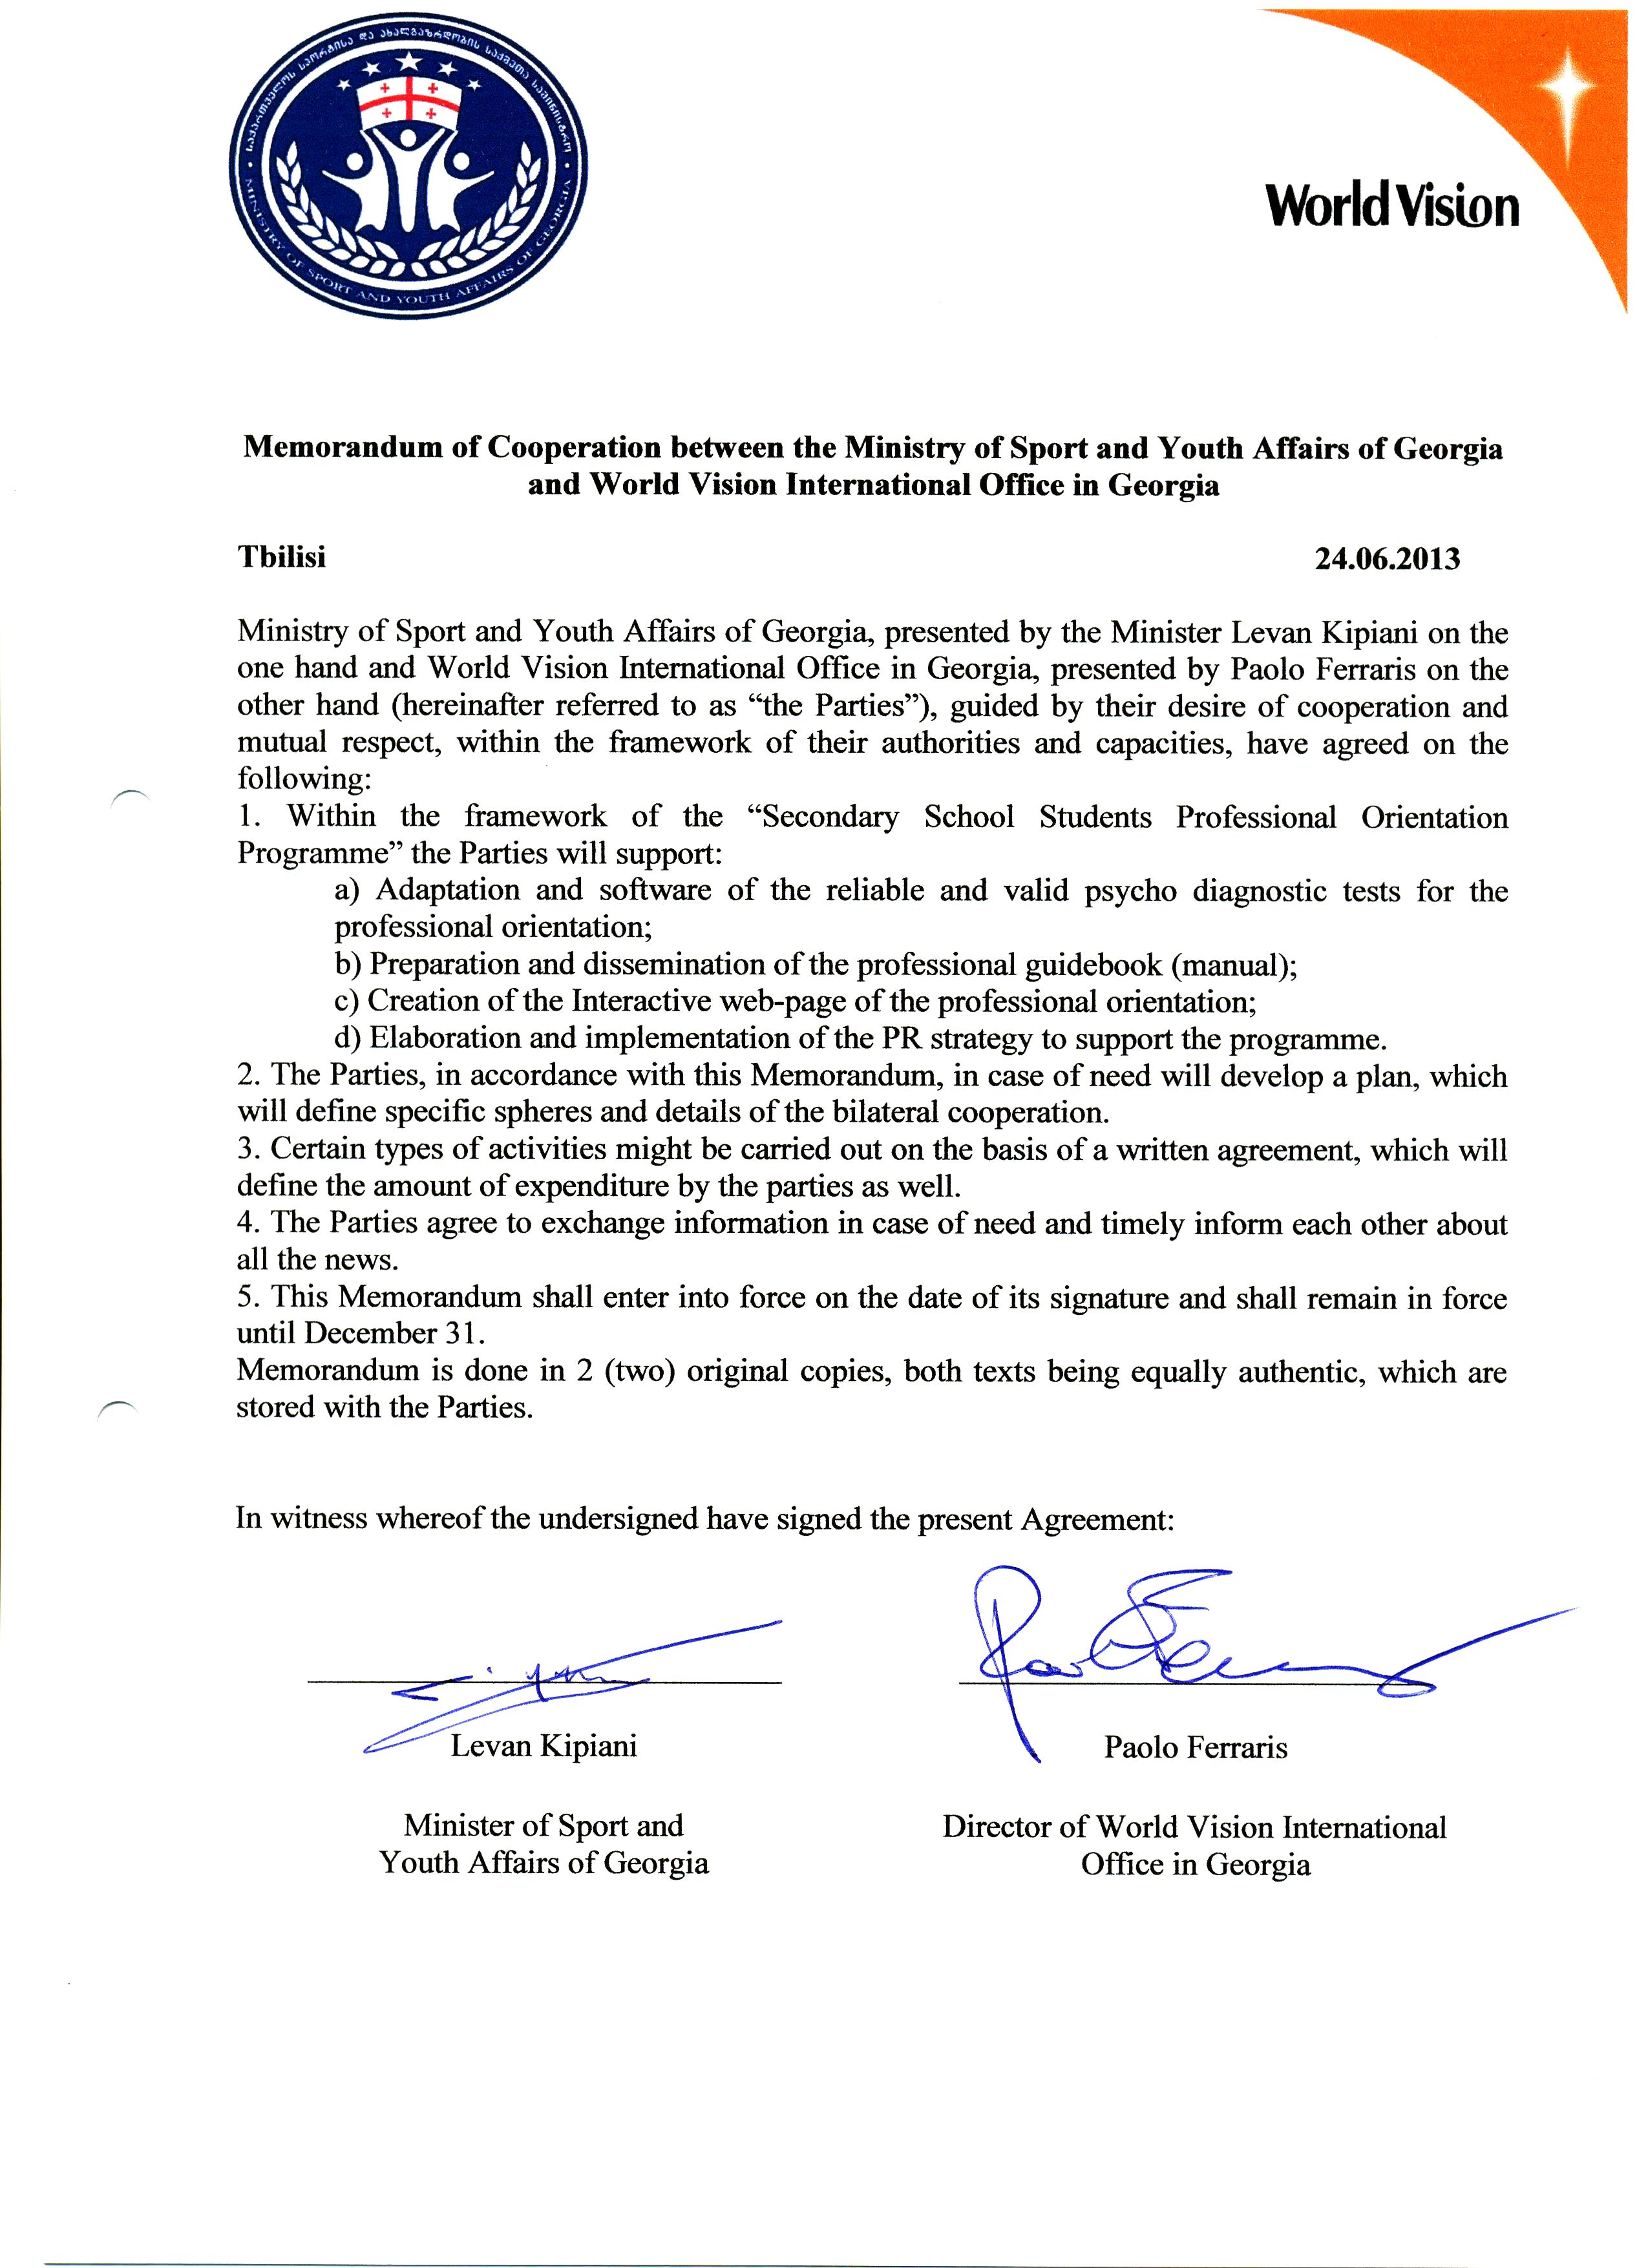 საქართველოს სპორტისა და ახალგაზრდობის საქმეთა სამინისტრო
MINISTRY OF SPORT AND YOUTH AFFAIRS OF GEORGIA
World Vision
Memorandum of Cooperation between the Ministry of Sport and Youth Affairs of Georgia
and World Vision International Office in Georgia
Tbilisi 24.06.2013
Ministry of Sport and Youth Affairs of Georgia, presented by the Minister Levan Kipiani on the
one hand and World Vision International Office in Georgia, presented by Paolo Ferraris on the
other hand (hereinafter referred to as “the Parties”), guided by their desire of cooperation and
mutual respect, within the framework of their authorities and capacities, have agreed on the
following:
1. Within the framework of the “Secondary School Students Professional Orientation
Programme” the Parties will support:
a) Adaptation and software of the reliable and valid psycho diagnostic tests for the
professional orientation;
b) Preparation and dissemination of the professional guidebook (manual);
c) Creation of the Interactive web-page of the professional orientation;
d) Elaboration and implementation of the PR strategy to support the programme.
2. The Parties, in accordance with this Memorandum, in case of need will develop a plan, which
will define specific spheres and details of the bilateral cooperation.
3. Certain types of activities might be carried out on the basis of a written agreement, which will
define the amount of expenditure by the parties as well.
4. The Parties agree to exchange information in case of need and timely inform each other about
all the news.
5. This Memorandum shall enter into force on the date of its signature and shall remain in force
until December 31.
Memorandum is done in 2 (two) original copies, both texts being equally authentic, which are
stored with the Parties.
In witness whereof the undersigned have signed the present Agreement:
Levan Kipiani Paolo Ferraris
Minister of Sport and Director of World Vision International
Youth Affairs of Georgia Office in Georgia